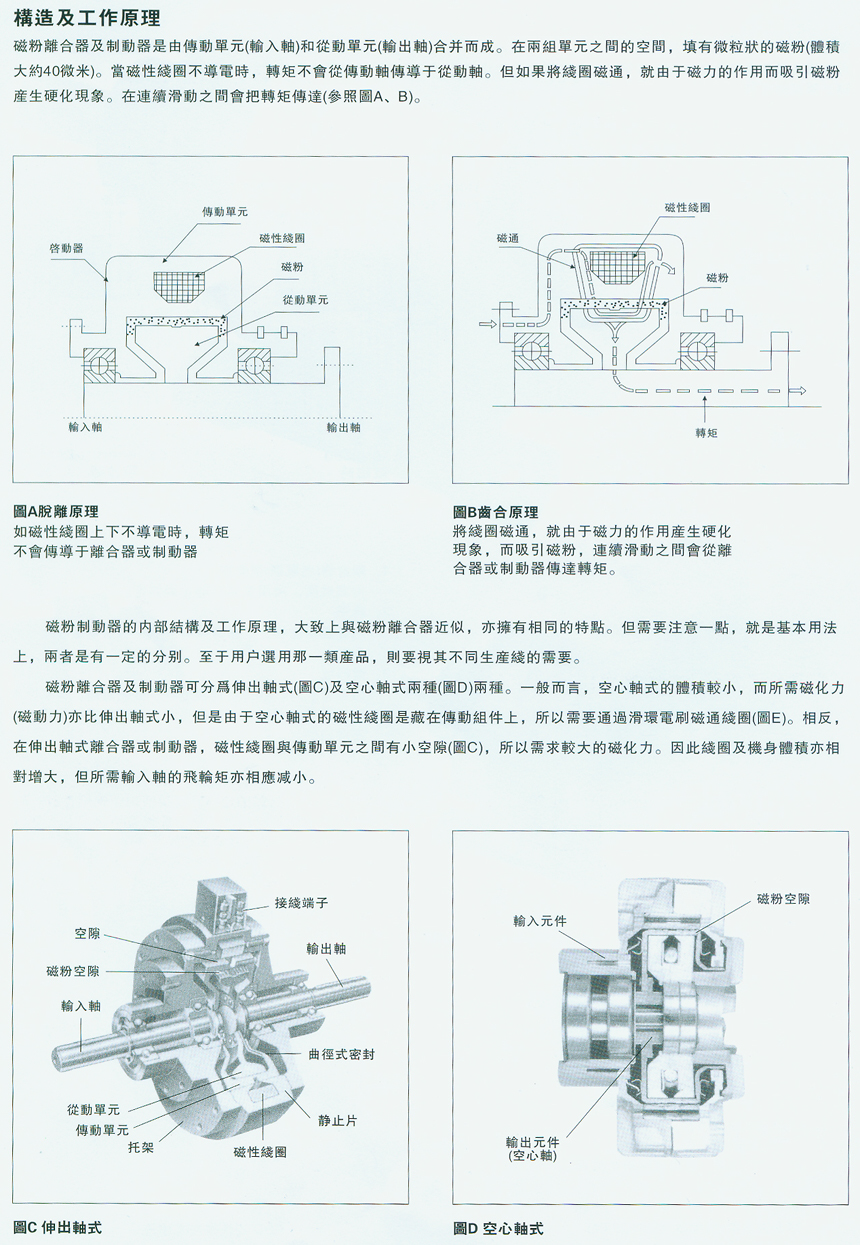 構造及工作原理
磁粉離合器及制動器是由傳動單元(輸入軸)和從動單元(輸出軸)合并而成。在兩組單元之間的空間，填有微粒狀的磁粉(體積
大約40微米)。當磁性綫圈不導電時，轉矩不會從傳動軸傳導于從動軸。但如果將綫圈磁通，就由于磁力的作用而吸引磁粉
産生硬化現象。在連續滑動之間會把轉矩傳達(參照圖A、B)。
傳動單元
磁性綫圈
啓動器
磁粉
從動單元
輸入軸
輸出軸
磁性綫圈
磁通
磁粉
轉矩
圖A脫離原理
如磁性綫圈上下不導電時，轉矩
不會傳導于離合器或制動器
圖B齒合原理
將綫圈磁通，就由于磁力的作用産生硬化
現象，而吸引磁粉，連續滑動之間會從離
合器或制動器傳達轉矩。
磁粉制動器的内部結構及工作原理，大致上與磁粉離合器近似，亦擁有相同的特點。但需要注意一點，就是基本用法
上，兩者是有一定的分别。至于用户選用那一類産品，則要視其不同生産綫的需要。
磁粉離合器及制動器可分爲伸出軸式(圖C)及空心軸式兩種(圖D)兩種。一般而言，空心軸式的體積較小，而所需磁化力
(磁動力)亦比伸出軸式小，但是由于空心軸式的磁性綫圈是藏在傳動組件上，所以需要通過滑環電刷磁通綫圈(圖E)。相反，
在伸出軸式離合器或制動器，磁性綫圈與傳動單元之間有小空隙(圖C)，所以需求較大的磁化力。因此綫圈及機身體積亦相
對增大，但所需輸入軸的飛輪矩亦相應减小。
接綫端子
空隙
輸出軸
磁粉空隙
輸入軸
曲徑式密封
從動單元
傳動單元
静止片
托架
磁性綫圈
磁粉空隙
輸入元件
輸出元件
(空心軸)
圖C 伸出軸式
圖D 空心軸式